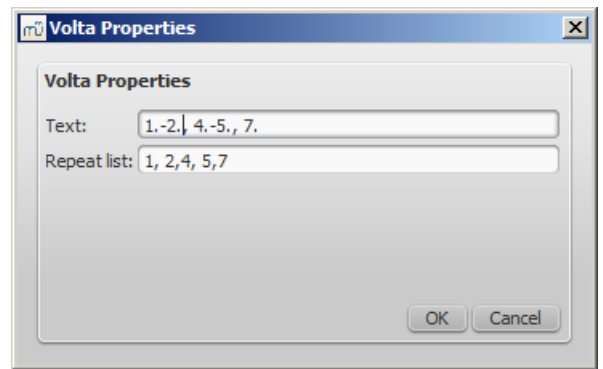 mü Volta Properties
Volta Properties
Text: 1.-2., 4.-5., 7.
Repeat list: 1, 2,4, 5,7
OK Cancel